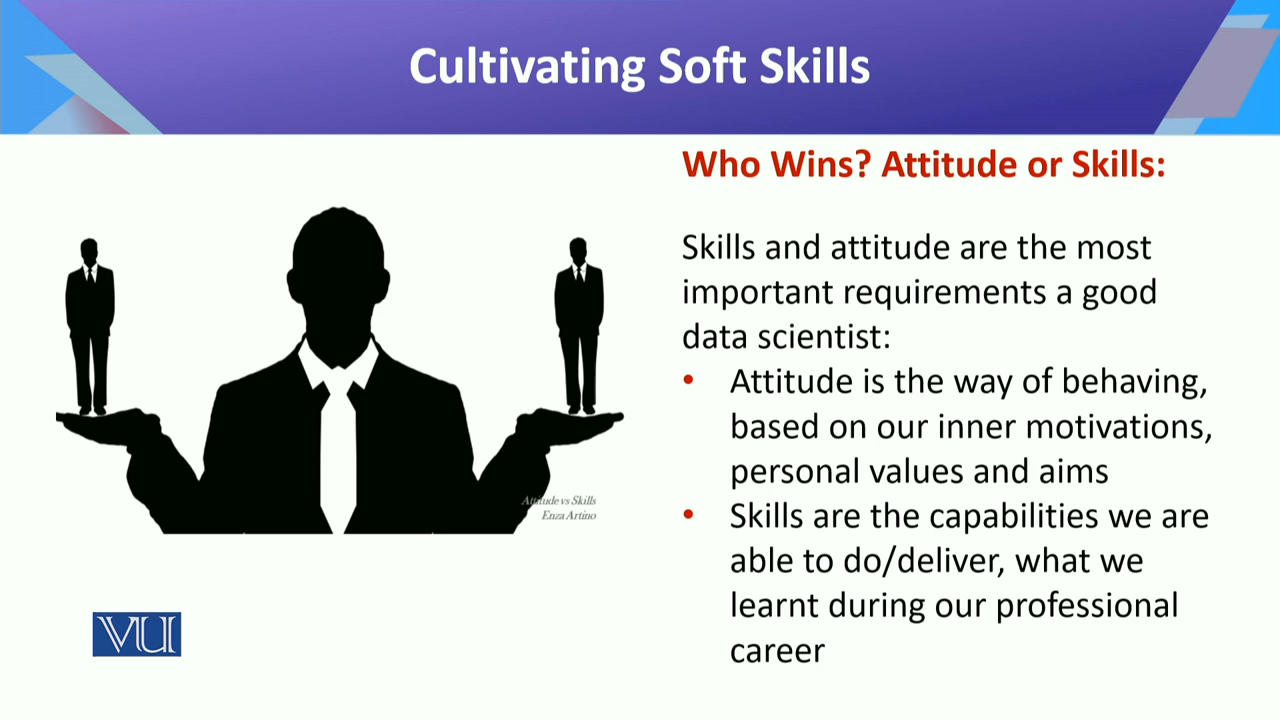 Cultivating Soft Skills
Who Wins? Attitude or Skills:
Skills and attitude are the most
important requirements a good
data scientist:
• Attitude is the way of behaving,
based on our inner motivations,
personal values and aims
• Skills are the capabilities we are
able to do/deliver, what we
learnt during our professional
career
Attitude vs Skills
Enza Artino
VU